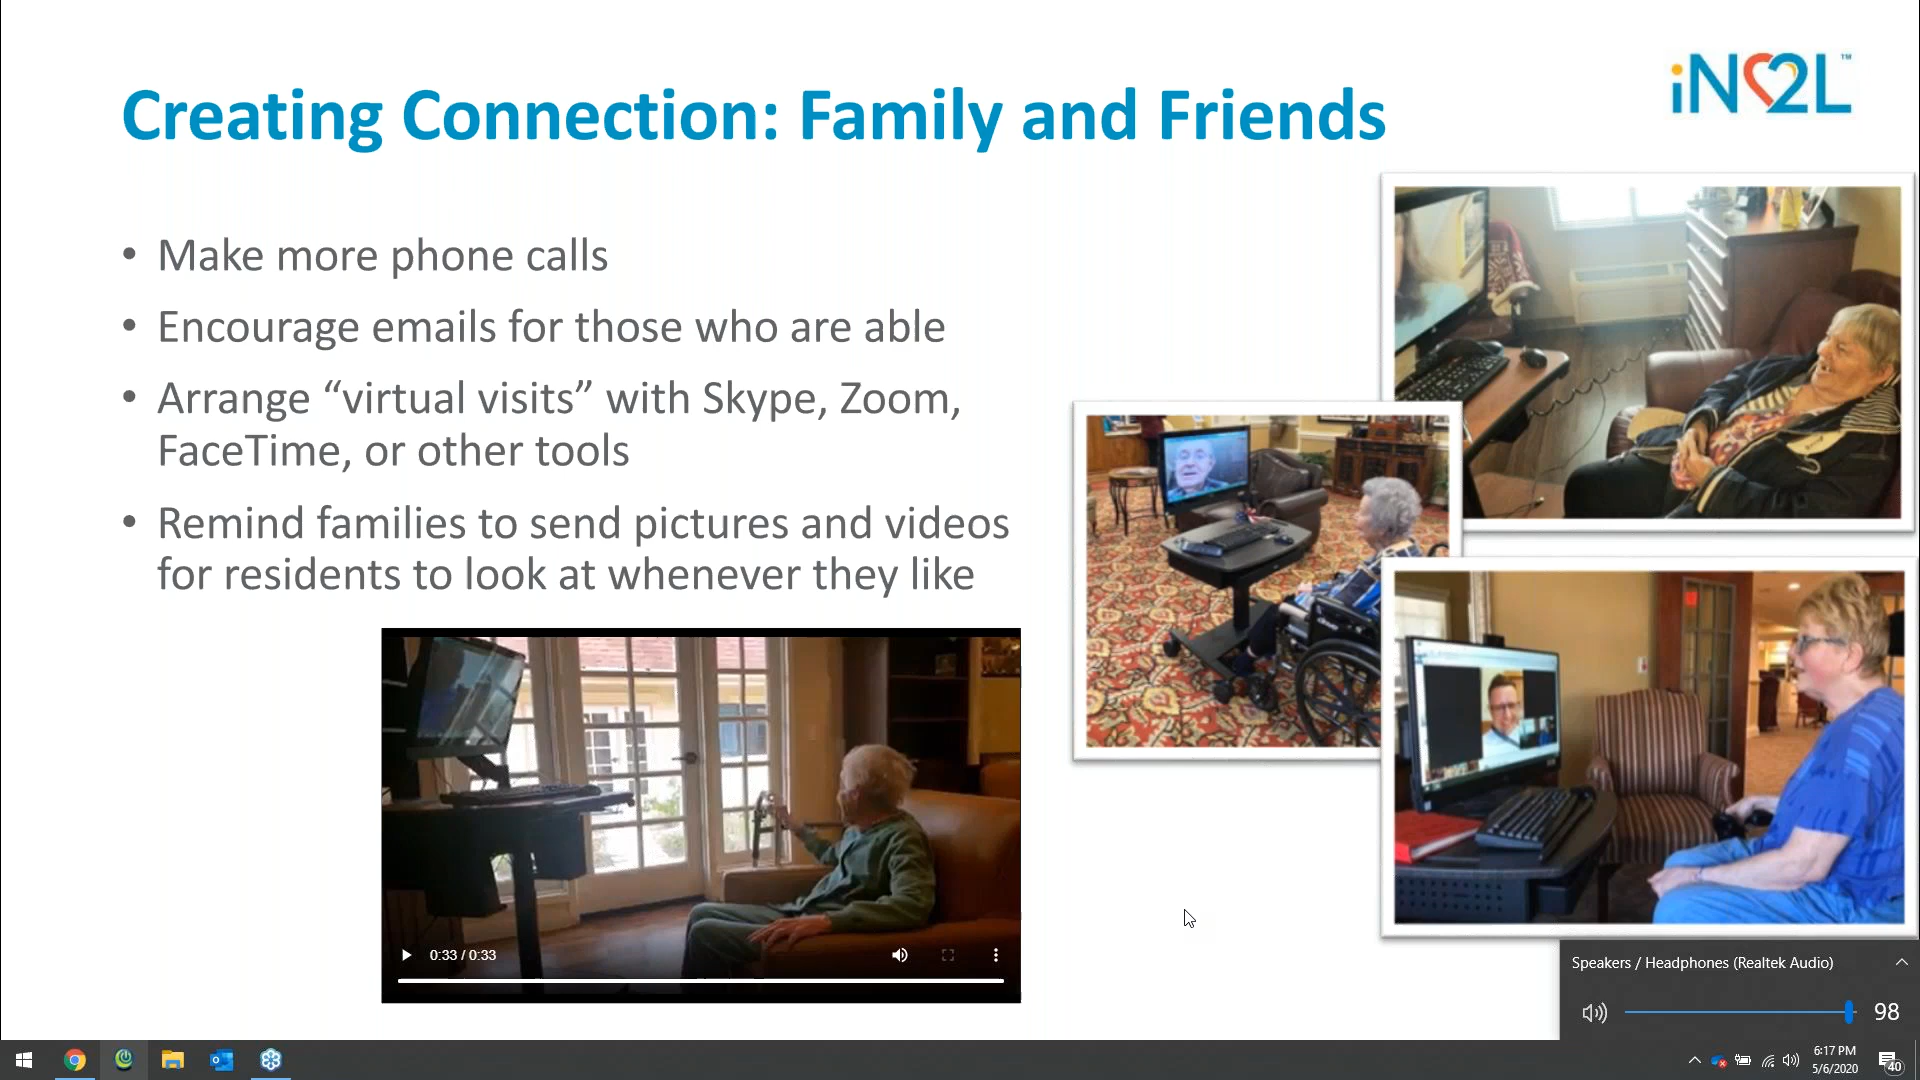 Creating Connection: Family and Friends
iN2L™
• Make more phone calls
• Encourage emails for those who are able
• Arrange “virtual visits” with Skype, Zoom,
FaceTime, or other tools
• Remind families to send pictures and videos
for residents to look at whenever they like
0:33 / 0:33
Speakers / Headphones (Realtek Audio)
98
6:17 PM
5/6/2020
40